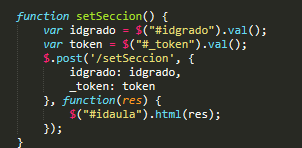 function setSeccion() {
    var idgrado = $("#idgrado").val();
    var token = $("#_token").val();
    $.post('/setSeccion', {
        idgrado: idgrado,
        _token: token
    }, function(res) {
        $("#idaula").html(res);
    });
}